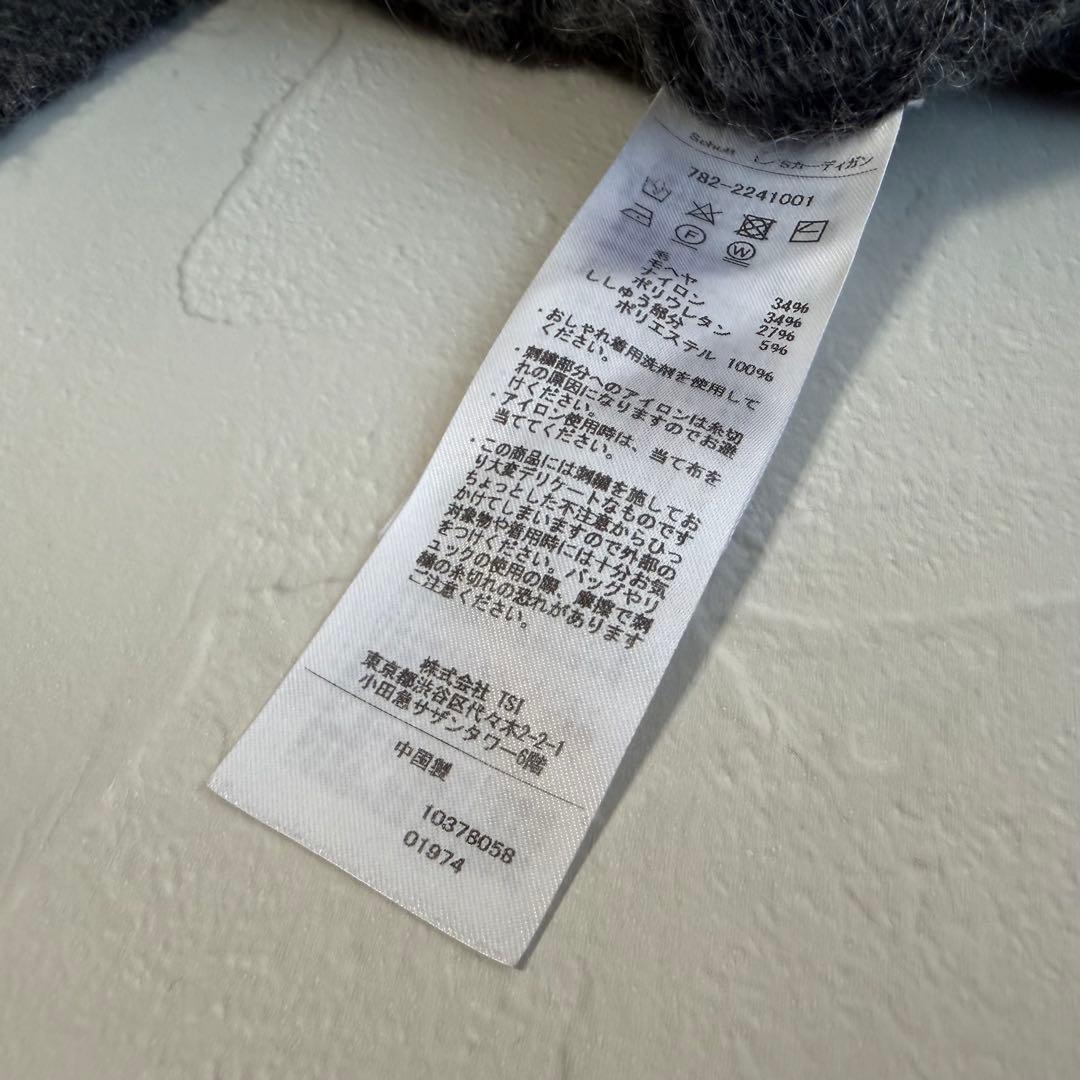 Schott L/Sカーディガン
782-2241001
F W
毛 34%
モヘヤ 34%
ナイロン 27%
ポリウレタン 5%
ししゅう部分
ポリエステル 100%
・おしゃれ着用洗剤を使用して
ください。
・刺繍部分へのアイロンは糸切
れの原因になりますのでお避
けください。
・アイロン使用時は、当て布を
当ててください。
・この商品には刺繍を施してお
り大変デリケートなものです
ちょっとした不注意からひっ
かけてしまいますので外部の
対象物や着用時には十分お気
をつけください。バッグやリ
ュックの使用の際、摩擦で刺
繍の糸切れの恐れがあります
ご注意ください。
株式会社 TSI
東京都渋谷区代々木2-2-1
小田急サザンタワー6階
中国製
10378058
01974